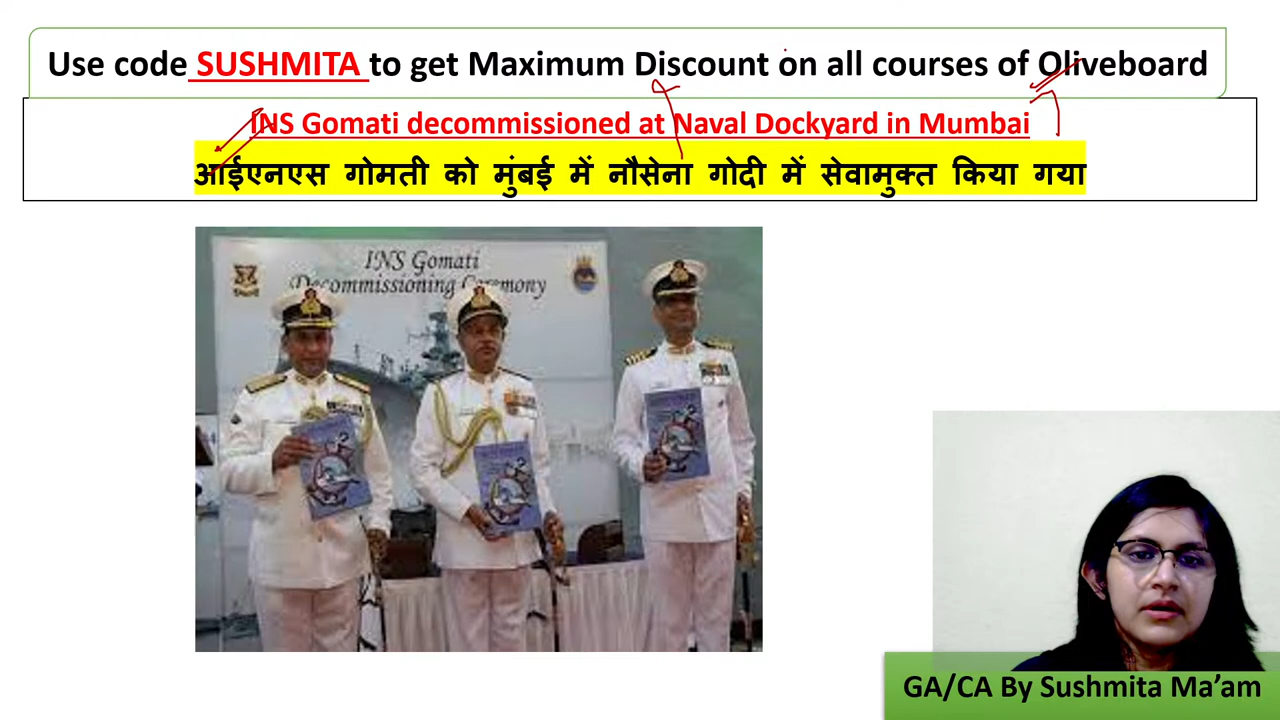 Use code SUSHMITA to get Maximum Discount on all courses of Oliveboard
INS Gomati decommissioned at Naval Dockyard in Mumbai
आईएनएस गोमती को मुंबई में नौसेना गोदी में सेवामुक्त किया गया
INS Gomati
Decommissioning Ceremony
GA/CA By Sushmita Ma’am